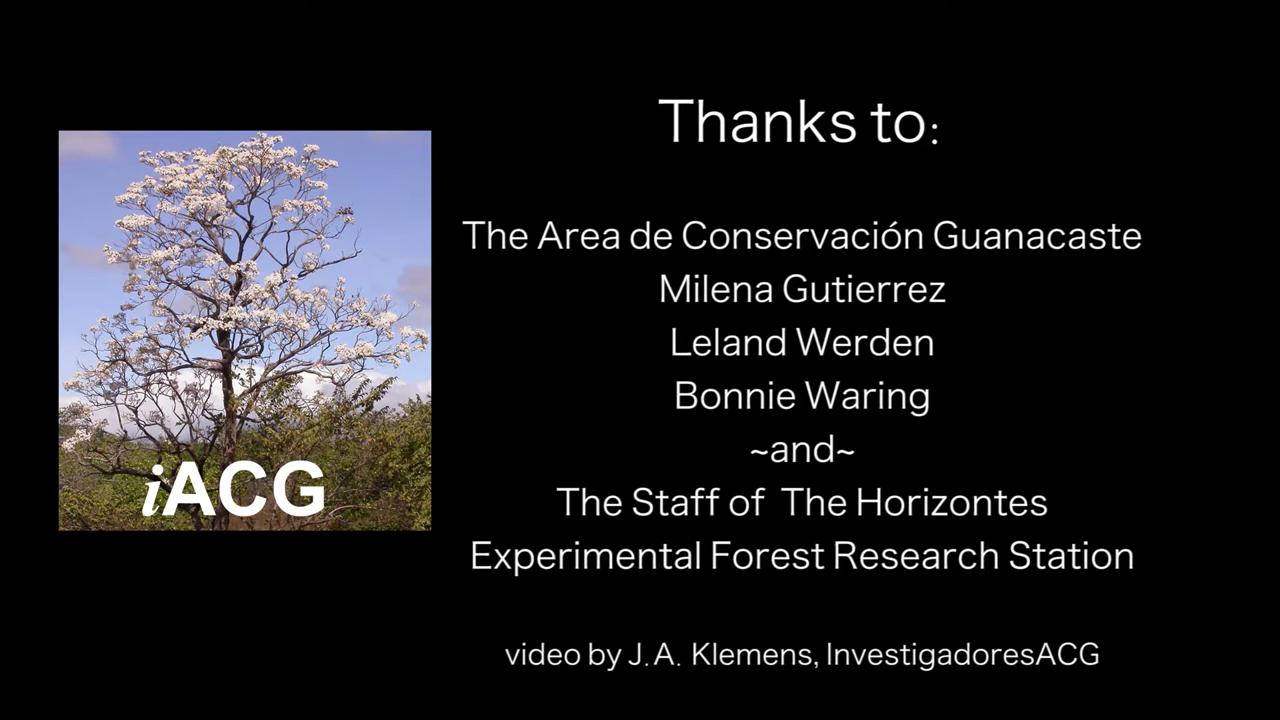 Thanks to:
The Area de Conservación Guanacaste
Milena Gutierrez
Leland Werden
Bonnie Waring
~and~
The Staff of The Horizontes
Experimental Forest Research Station
video by J. A. Klemens, InvestigadoresACG
iACG